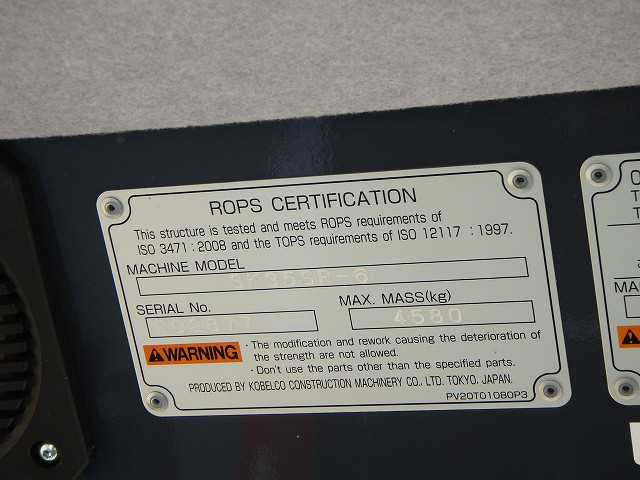 ROPS CERTIFICATION
This structure is tested and meets ROPS requirements of
ISO 3471 : 2008 and the TOPS requirements of ISO 12117 : 1997.
MACHINE MODEL
SK35SR-6
SERIAL No.
MAX. MASS(kg)
4580
WARNING
· The modification and rework causing the deterioration of
the strength are not allowed.
· Don't use the parts other than the specified parts.
PRODUCED BY KOBELCO CONSTRUCTION MACHINERY CO., LTD. TOKYO, JAPAN.
PV20T01080P3